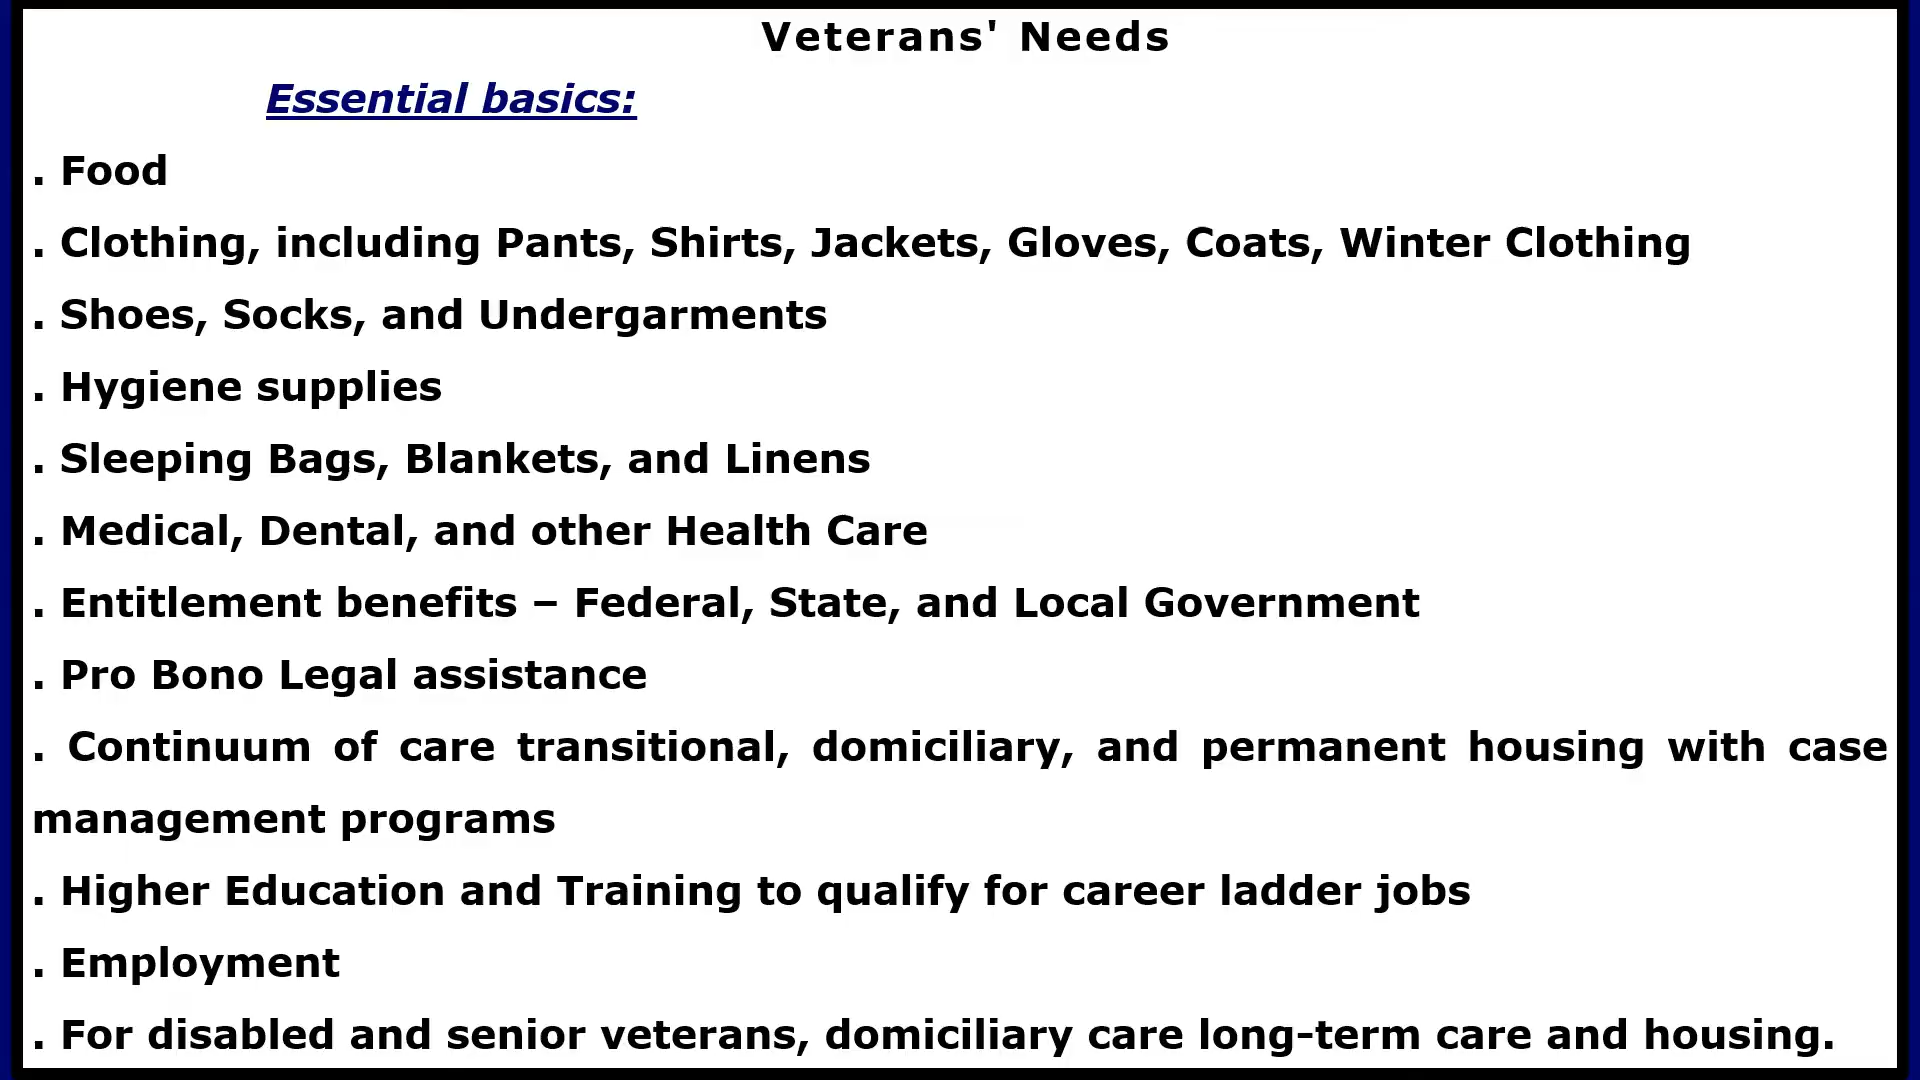 Veterans' Needs
Essential basics:
. Food
. Clothing, including Pants, Shirts, Jackets, Gloves, Coats, Winter Clothing
. Shoes, Socks, and Undergarments
. Hygiene supplies
. Sleeping Bags, Blankets, and Linens
. Medical, Dental, and other Health Care
. Entitlement benefits – Federal, State, and Local Government
. Pro Bono Legal assistance
. Continuum of care transitional, domiciliary, and permanent housing with case
management programs
. Higher Education and Training to qualify for career ladder jobs
. Employment
. For disabled and senior veterans, domiciliary care long-term care and housing.